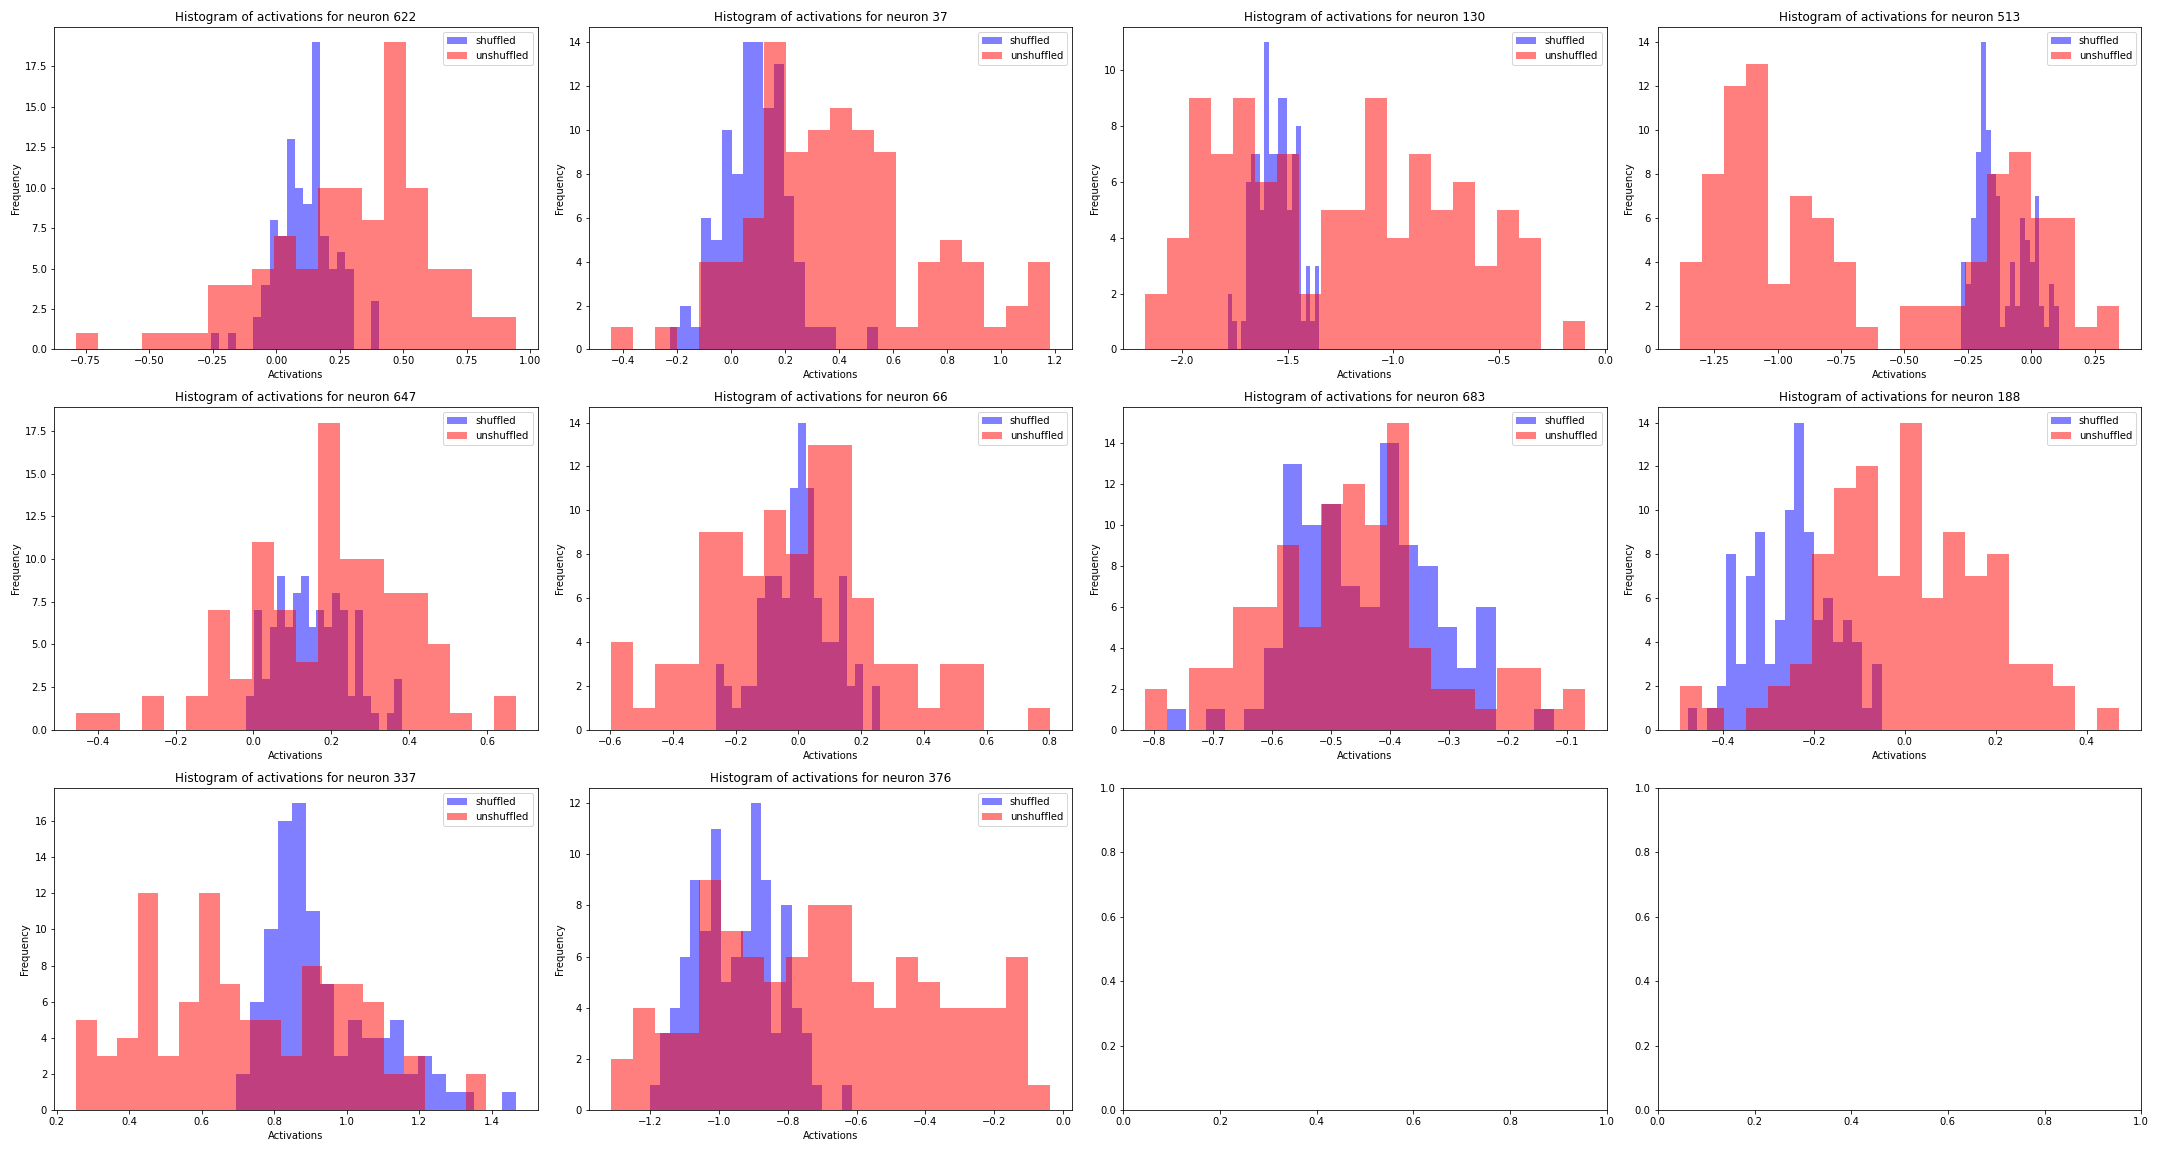 Histogram of activations for neuron 622
shuffled
unshuffled
Frequency
17.5
15.0
12.5
10.0
7.5
5.0
2.5
0.0
−0.75 −0.50 −0.25 0.00 0.25 0.50 0.75 1.00
Activations
Histogram of activations for neuron 37
shuffled
unshuffled
Frequency
14
12
10
8
6
4
2
0
−0.4 −0.2 0.0 0.2 0.4 0.6 0.8 1.0 1.2
Activations
Histogram of activations for neuron 130
shuffled
unshuffled
Frequency
10
8
6
4
2
0
−2.0 −1.5 −1.0 −0.5 0.0
Activations
Histogram of activations for neuron 513
shuffled
unshuffled
Frequency
14
12
10
8
6
4
2
0
−1.25 −1.00 −0.75 −0.50 −0.25 0.00 0.25
Activations
Histogram of activations for neuron 647
shuffled
unshuffled
Frequency
17.5
15.0
12.5
10.0
7.5
5.0
2.5
0.0
−0.4 −0.2 0.0 0.2 0.4 0.6
Activations
Histogram of activations for neuron 66
shuffled
unshuffled
Frequency
14
12
10
8
6
4
2
0
−0.6 −0.4 −0.2 0.0 0.2 0.4 0.6 0.8
Activations
Histogram of activations for neuron 683
shuffled
unshuffled
Frequency
14
12
10
8
6
4
2
0
−0.8 −0.7 −0.6 −0.5 −0.4 −0.3 −0.2 −0.1
Activations
Histogram of activations for neuron 188
shuffled
unshuffled
Frequency
14
12
10
8
6
4
2
0
−0.4 −0.2 0.0 0.2 0.4
Activations
Histogram of activations for neuron 337
shuffled
unshuffled
Frequency
16
14
12
10
8
6
4
2
0
0.2 0.4 0.6 0.8 1.0 1.2 1.4
Activations
Histogram of activations for neuron 376
shuffled
unshuffled
Frequency
12
10
8
6
4
2
0
−1.2 −1.0 −0.8 −0.6 −0.4 −0.2 0.0
Activations
1.0
0.8
0.6
0.4
0.2
0.0
0.0 0.2 0.4 0.6 0.8 1.0
1.0
0.8
0.6
0.4
0.2
0.0
0.0 0.2 0.4 0.6 0.8 1.0